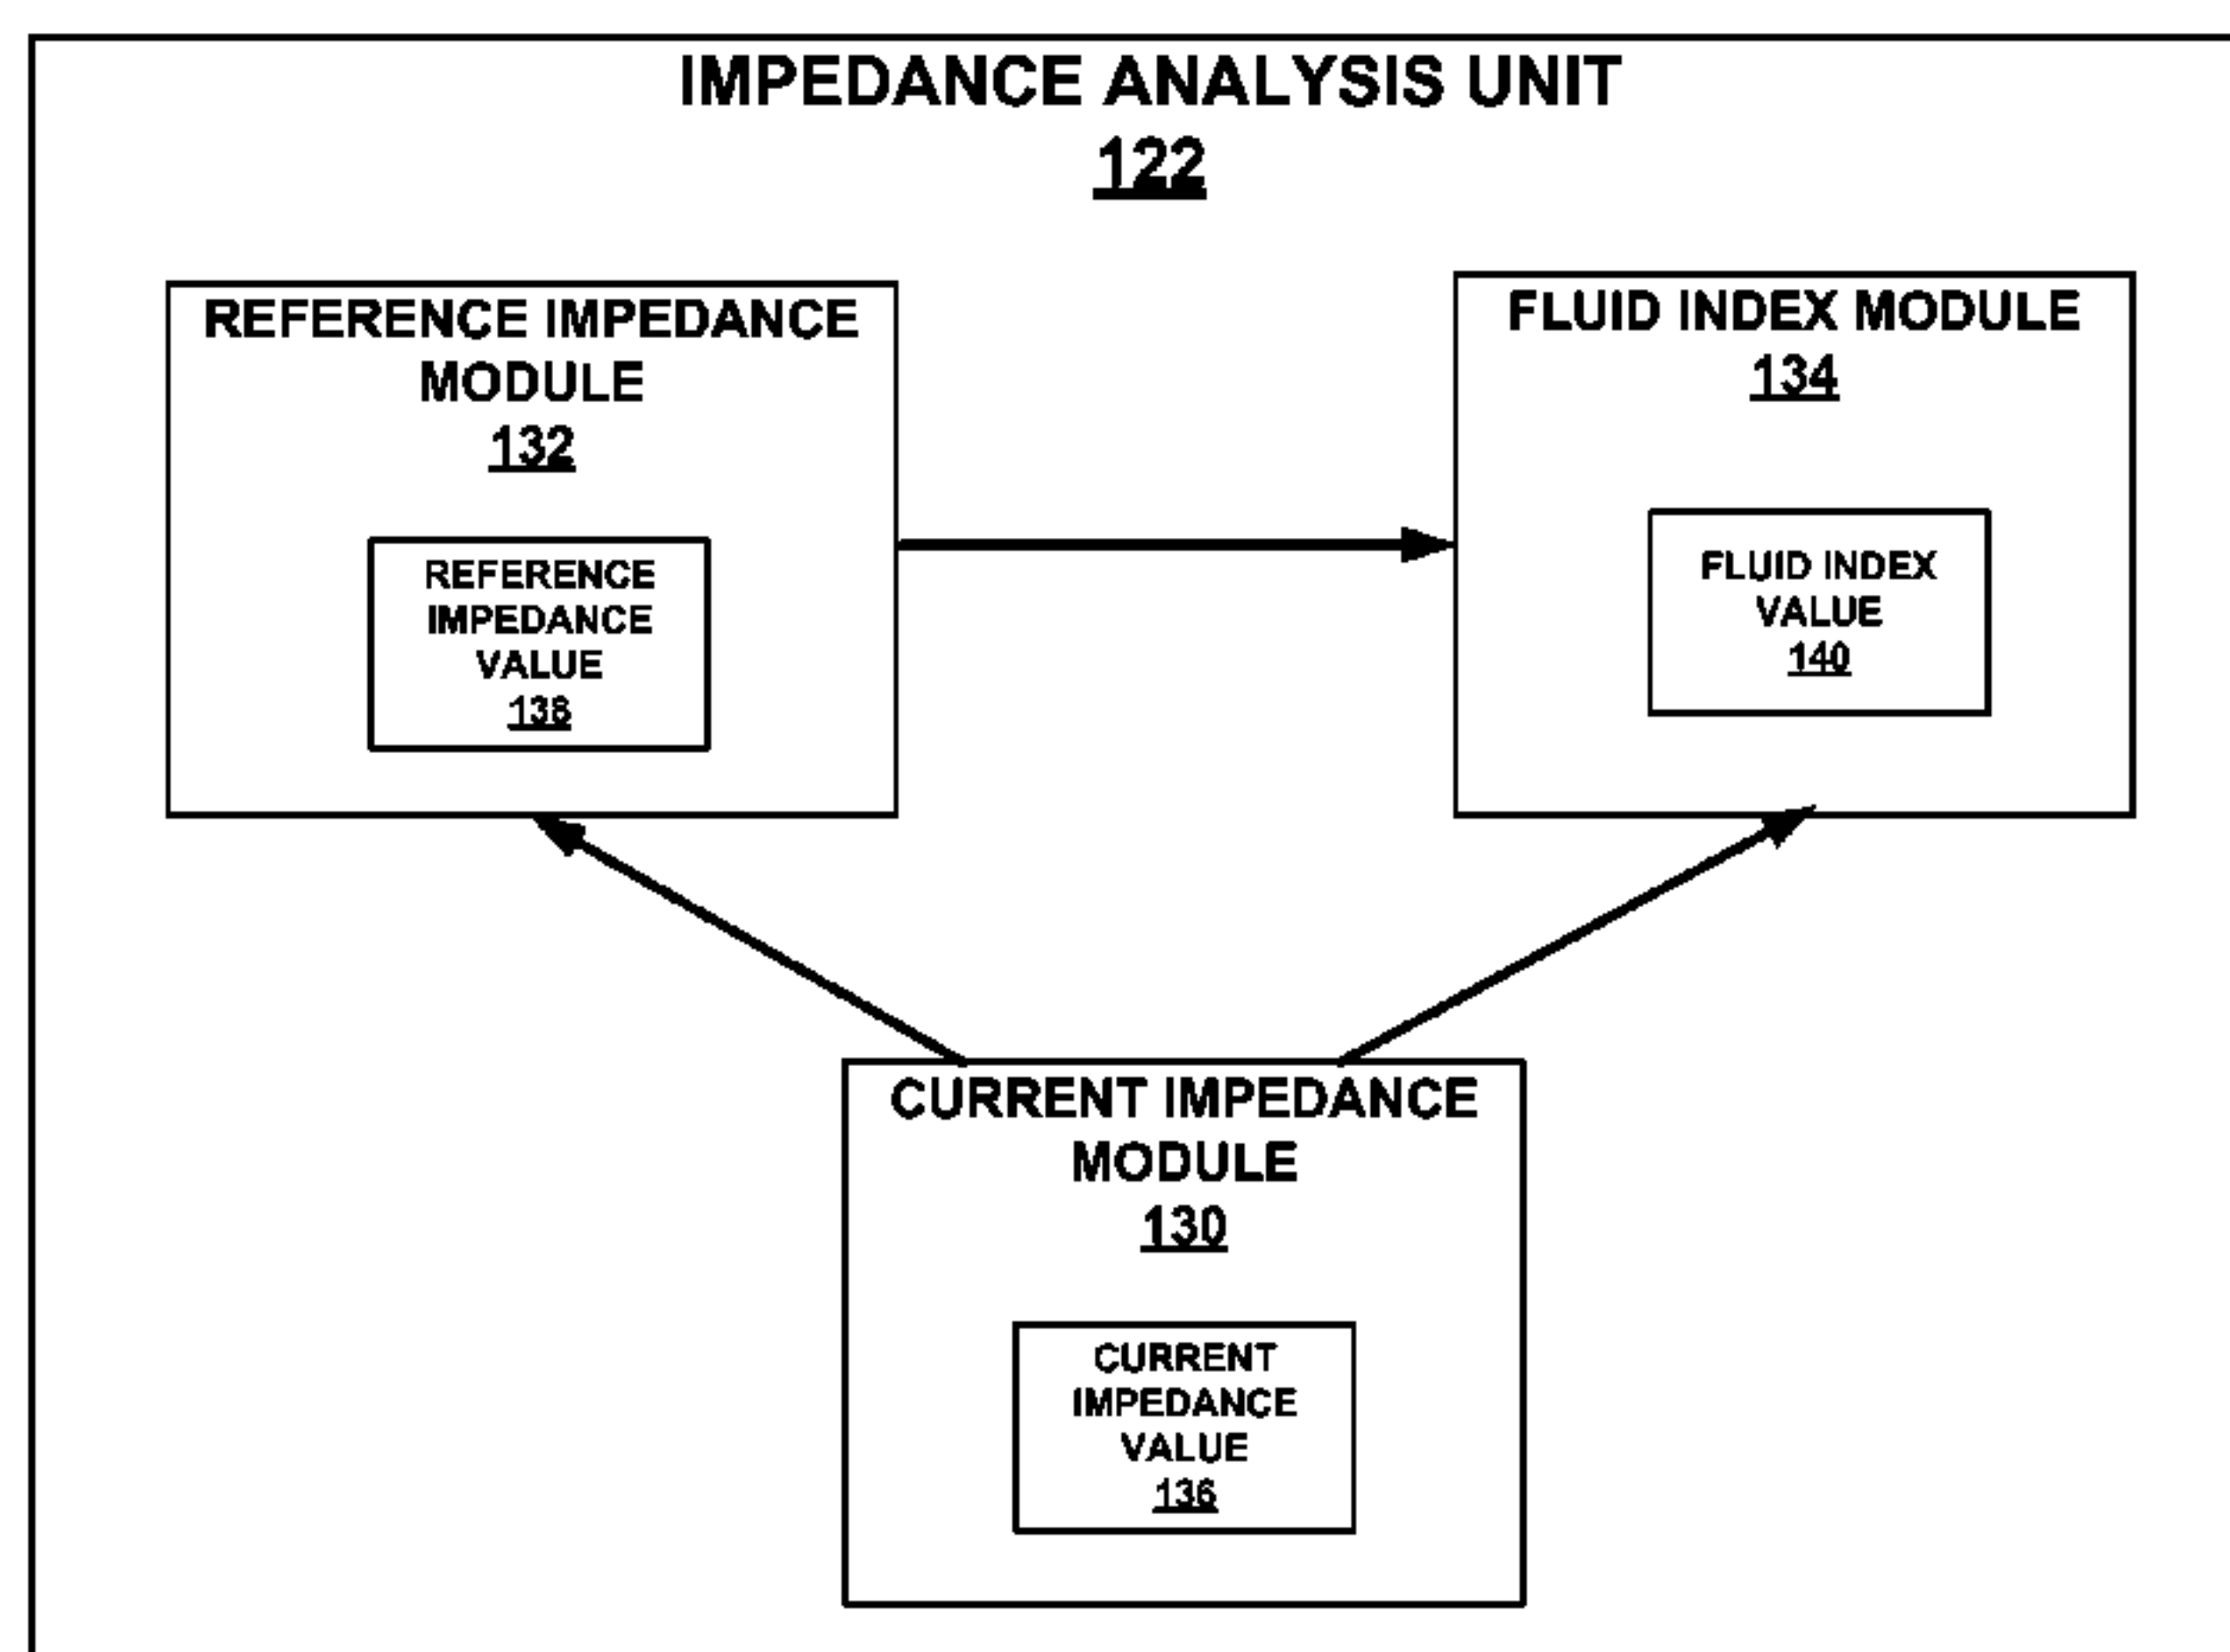 IMPEDANCE ANALYSIS UNIT
122
REFERENCE IMPEDANCE
MODULE
132
REFERENCE
IMPEDANCE
VALUE
138
FLUID INDEX MODULE
134
FLUID INDEX
VALUE
140
CURRENT IMPEDANCE
MODULE
130
CURRENT
IMPEDANCE
VALUE
136